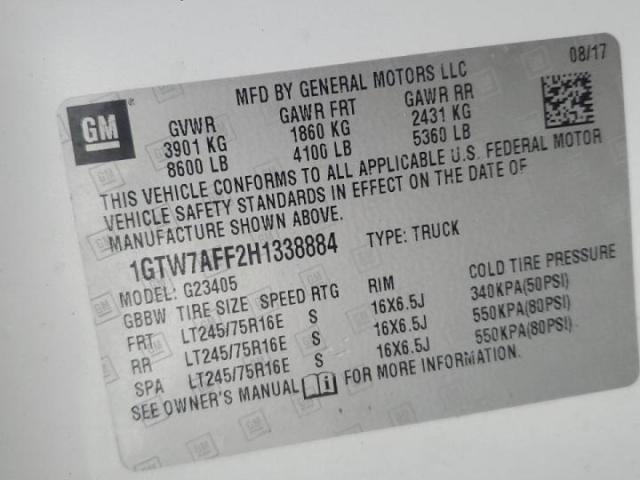 MFD BY GENERAL MOTORS LLC 08/17
GM
GVWR GAWR FRT GAWR RR
3901 KG 1860 KG 2431 KG
8600 LB 4100 LB 5360 LB
THIS VEHICLE CONFORMS TO ALL APPLICABLE U.S. FEDERAL MOTOR
VEHICLE SAFETY STANDARDS IN EFFECT ON THE DATE OF
MANUFACTURE SHOWN ABOVE.
1GTW7AFF2H1338884 TYPE: TRUCK
MODEL: G23405
GBBW TIRE SIZE SPEED RTG RIM COLD TIRE PRESSURE
FRT LT245/75R16E S 16X6.5J 340KPA(50PSI)
RR LT245/75R16E S 16X6.5J 550KPA(80PSI)
SPA LT245/75R16E S 16X6.5J 550KPA(80PSI)
SEE OWNER'S MANUAL FOR MORE INFORMATION.